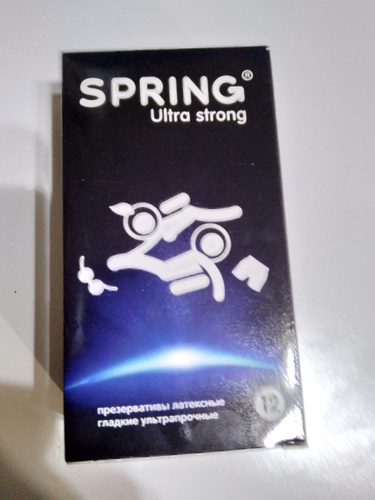 SPRING®
Ultra strong
презервативы латексные
гладкие ультрапрочные
12